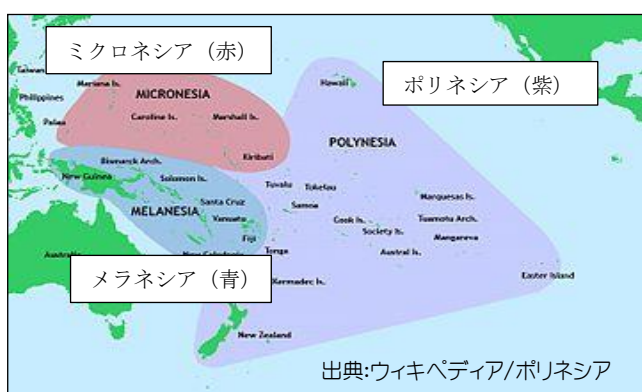 ミクロネシア（赤）
Taiwan
Mariana Is.
MICRONESIA
Philippines
Palau
Caroline Is.
Marshall Is.
Kiribati
ポリネシア（紫）
Hawaii
POLYNESIA
Bismarck Arch.
New Guinea
Solomon Is.
Santa Cruz
MELANESIA
Vanuatu
Fiji
Tuvalu
Tokelau
Samoa
Cook Is.
Society Is.
Marquesas Is.
Tuamotu Arch.
Mangareva
Austral Is.
Tonga
New Caledonia
Australia
メラネシア（青）
Kermadec Is.
Easter Island
New Zealand
出典:ウィキペディア/ポリネシア